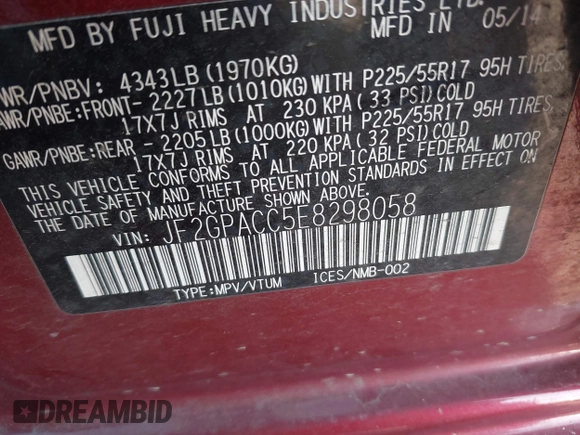 MFD BY FUJI HEAVY INDUSTRIES LTD.
MFD IN 05/14
WR/PNBV: 4343LB (1970KG)
AWR/PNBE: FRONT- 2227LB (1010KG) WITH P225/55R17 95H TIRES,
17X7J RIMS AT 230 KPA (33 PSI) COLD
GAWR/PNBE: REAR - 2205LB (1000KG) WITH P225/55R17 95H TIRES,
17X7J RIMS AT 220 KPA (32 PSI) COLD
THIS VEHICLE CONFORMS TO ALL APPLICABLE FEDERAL MOTOR
VEHICLE SAFETY AND THEFT PREVENTION STANDARDS IN EFFECT ON
THE DATE OF MANUFACTURE SHOWN ABOVE.
VIN: JF2GPACC5E8298058
TYPE:MPV/VTUM ICES/NMB-002
DREAMBID